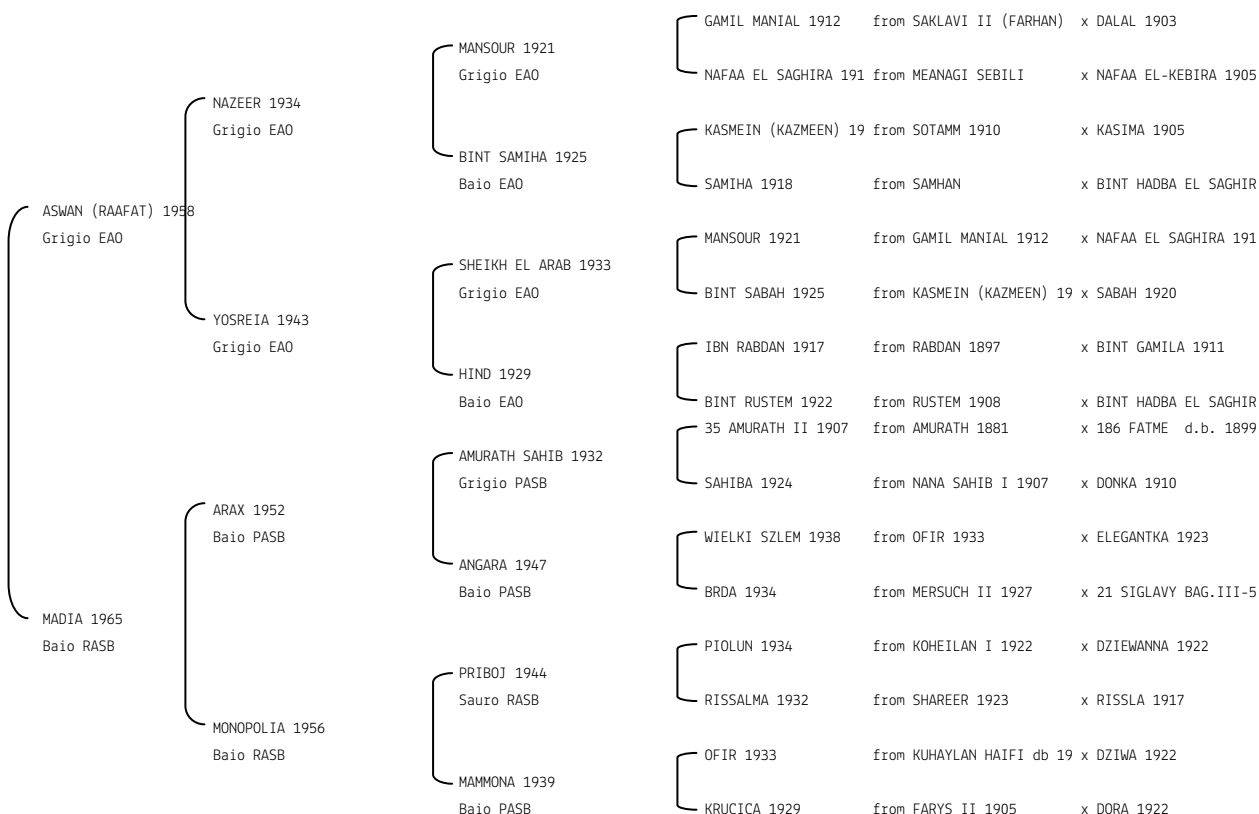 GAMIL MANIAL 1912 from SAKLAVI II (FARHAN) x DALAL 1903
MANSOUR 1921
Grigio EAO NAFAA EL SAGHIRA 191 from MEANAGI SEBILI x NAFAA EL-KEBIRA 1905
NAZEER 1934
Grigio EAO KASMEIN (KAZMEEN) 19 from SOTAMM 1910 x KASIMA 1905
BINT SAMIHA 1925
Baio EAO SAMIHA 1918 from SAMHAN x BINT HADBA EL SAGHIR
ASWAN (RAAFAT) 1958
Grigio EAO MANSOUR 1921 from GAMIL MANIAL 1912 x NAFAA EL SAGHIRA 191
SHEIKH EL ARAB 1933
Grigio EAO BINT SABAH 1925 from KASMEIN (KAZMEEN) 19 x SABAH 1920
YOSREIA 1943
Grigio EAO IBN RABDAN 1917 from RABDAN 1897 x BINT GAMILA 1911
HIND 1929
Baio EAO BINT RUSTEM 1922 from RUSTEM 1908 x BINT HADBA EL SAGHIR
35 AMURATH II 1907 from AMURATH 1881 x 186 FATME d.b. 1899
AMURATH SAHIB 1932
Grigio PASB SAHIBA 1924 from NANA SAHIB I 1907 x DONKA 1910
ARAX 1952
Baio PASB WIELKI SZLEM 1938 from OFIR 1933 x ELEGANTKA 1923
ANGARA 1947
Baio PASB BRDA 1934 from MERSUCH II 1927 x 21 SIGLAVY BAG.III-5
MADIA 1965
Baio RASB PIOLUN 1934 from KOHEILAN I 1922 x DZIEWANNA 1922
PRIBOJ 1944
Sauro RASB RISSALMA 1932 from SHAREER 1923 x RISSLA 1917
MONOPOLIA 1956
Baio RASB OFIR 1933 from KUHAYLAN HAIFI db 19 x DZIWA 1922
MAMMONA 1939
Baio PASB KRUCICA 1929 from FARYS II 1905 x DORA 1922